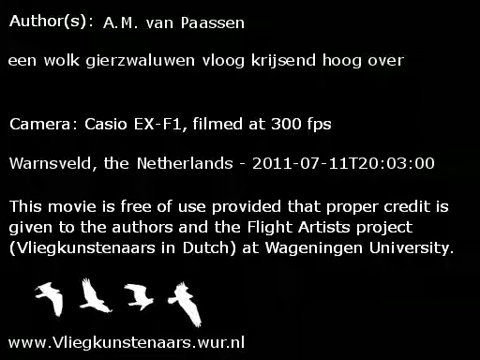 Author(s): A.M. van Paassen
een wolk gierzwaluwen vloog krijsend hoog over
Camera: Casio EX-F1, filmed at 300 fps
Warnsveld, the Netherlands - 2011-07-11T20:03:00
This movie is free of use provided that proper credit is
given to the authors and the Flight Artists project
(Vliegkunstenaars in Dutch) at Wageningen University.
www.Vliegkunstenaars.wur.nl